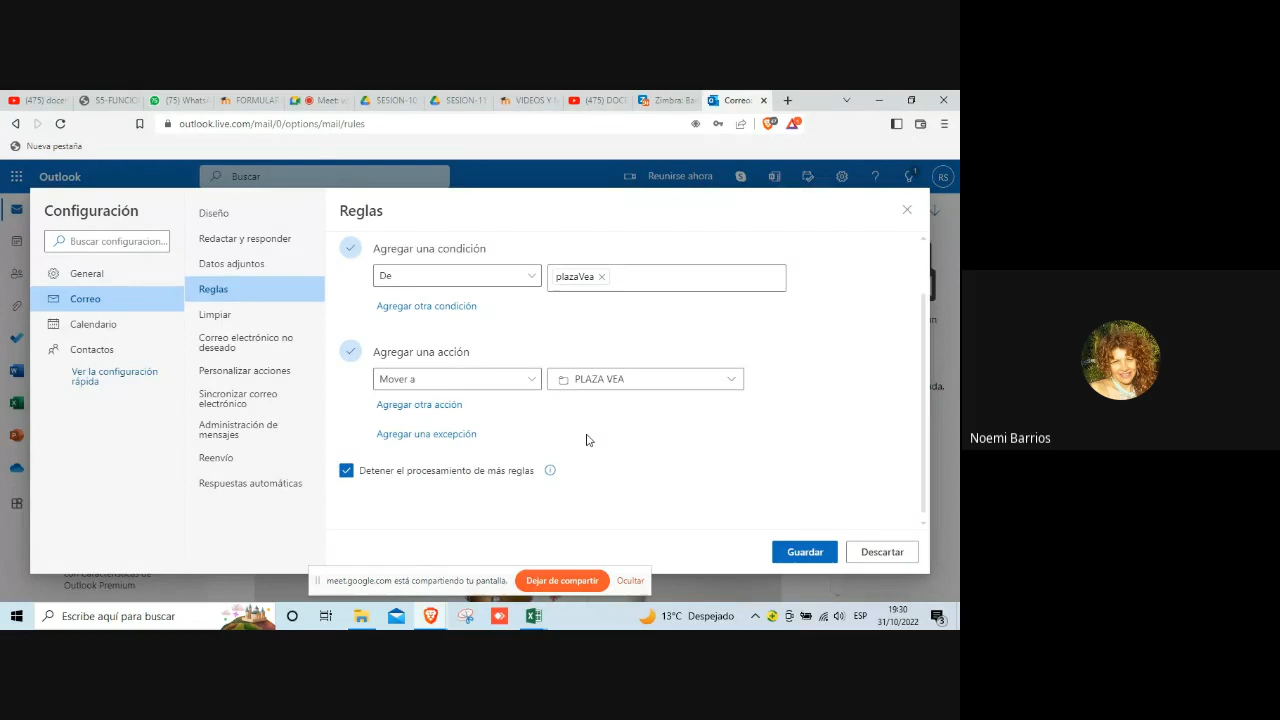 (475) docen
S5-FUNCIO
(75) Whats
FORMULAR
Meet:
SESION-10
SESION-11
VIDEOS Y M
(475) DOCE
Zimbra: Ba
Correo:
outlook.live.com/mail/0/options/mail/rules
Nueva pestaña
Outlook
Buscar
Reunirse ahora
RS
Configuración
Buscar configuracion...
General
Correo
Calendario
Contactos
Ver la configuración
rápida
Diseño
Redactar y responder
Datos adjuntos
Reglas
Limpiar
Correo electrónico no
deseado
Personalizar acciones
Sincronizar correo
electrónico
Administración de
mensajes
Reenvío
Respuestas automáticas
Reglas
Agregar una condición
De
plazaVea
Agregar otra condición
Agregar una acción
Mover a
PLAZA VEA
Agregar otra acción
Agregar una excepción
Detener el procesamiento de más reglas
Guardar
Descartar
con Características de
Outlook Premium
meet.google.com está compartiendo tu pantalla.
Dejar de compartir
Ocultar
Escribe aquí para buscar
13°C Despejado
ESP
19:30
31/10/2022
3
Noemi Barrios